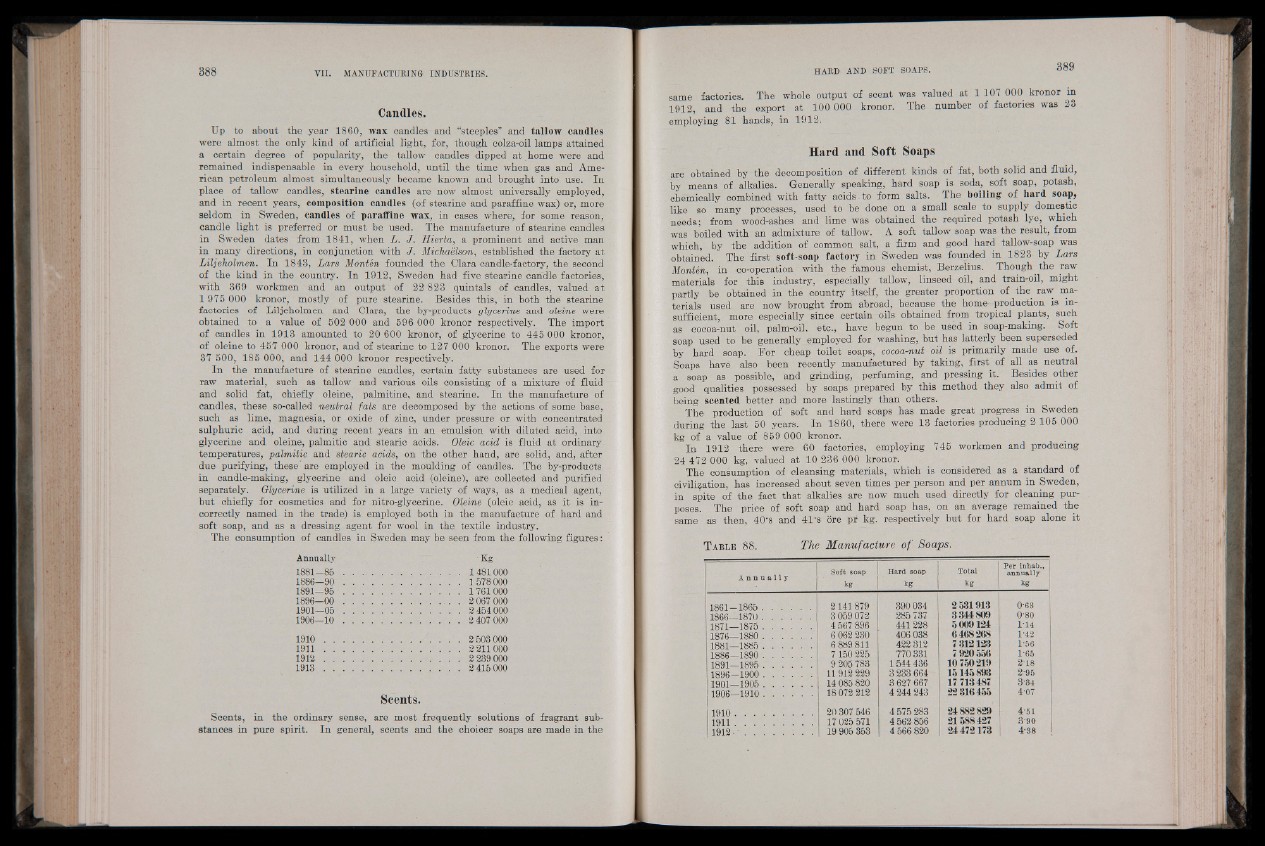 388
VII. MANUFACTURING INDUSTRIES.
Candles.
Up to about the year 1860, wax candles and "steeples" and tallow candles
were almost the only kind of artificial light, for, though colza-oil lamps attained
a certain degree of popularity, the tallow candles dipped at home were and
remained indispensable in every household, until the time when gas and Ame-
rican petroleum almost simultaneously became known and brought into use. In
place of tallow candles, stearine candles are now almost universally employed,
and in recent years, composition candles (of stearine and paraffine wax) or, more
seldom in Sweden, candles of paraffine wax, in cases where, for some reason,
candle light is preferred or must be used. The manufacture of stearine candles
in Sweden dates from 1841, when L. J. Hierta, a prominent and active man
in many directions, in conjunction with J. Michaëlson, established the factory at
Liljeholmen. In 1843, Lars Montén founded the Clara candle-factory, the second
of the kind in the country. In 1912, Sweden had five stearine candle factories,
with 369 workmen and an output of 22 823 quintals of candles, valued at
1 975 000 kronor, mostly of pure stearine. Besides this, in both the stearine
factories of Liljeholmen and Clara, the by-products glycerine and oleine were
obtained to a value of 502 000 and 596 000 kronor respectively. The import
of candles in 1913 amounted to 20 600 kronor, of glycerine to 445 000 kronor,
of oleine to 457 000 kronor, and of stearine to 127 000 kronor. The exports were
37 500, 185 000, and 144 000 kronor respectively.
In the manufacture of stearine candles, certain fatty substances are used for
raw material, such as tallow and various oils consisting of a mixture of fluid
and solid fat, chiefly oleine, palmitine, and stearine. In the manufacture of
candles, these so-called neutral fats are decomposed by the actions of some base,
such as lime, magnesia, or oxide of zinc, under pressure or with concentrated
sulphuric acid, and during recent years in an emulsion with diluted acid, into
glycerine and oleine, palmitic and stearic acids. Oleic acid is fluid at ordinary
temperatures, palmitic and stearic acids, on the other hand, are solid, and, after
due purifying, these are employed in the moulding of candles. The by-products
in candle-making, glycerine and oleic acid (oleine), are collected and purified
separately. Glycerine is utilized in a large variety of ways, as a medical agent,
but chiefly for cosmetics and for nitro-glycerine. Oleine (oleic acid, as it is in-
correctly named in the trade) is employed both in the manufacture of hard and
soft soap, and as a dressing agent for wool in the textile industry.
The consumption of candles in Sweden may be seen from the following figures:
Annually Kg
1881—85 . . . . . . . . . . . . . 1 481 000
1886—90 . . . . . . . . . . . . . 1 578 000
1891—95 . . . . . . . . . . . . . 1 761 000
1896—00 . . . . . . . . . . . . . 2 067 000
1901—05 . . . . . . . . . . . . . 2 454 000
1906—10 . . . . . . . . . . . . . 2 407 000
1910 . . . . . . . . . . . . . . . 2 503 000
1911 . . . . . . . . . . . . . . . 2 211 000
1912 . . . . . . . . . . . . . . . 2 239 000
1913 . . . . . . . . . . . . . . . 2 415 000
Scents.
Scents, in the ordinary sense, are most frequently solutions of fragrant sub-
stances in pure spirit. In general, scents and the choicer soaps are made in the
HARD AND SOFT SOAPS.
389
same factories. The whole output of scent was valued at 1 107 000 kronor in
1912, and the export at 100 000 kronor. The number of factories was 23
employing 81 hands, in 1912.
Hard and Soft Soaps
are obtained by the decomposition of different kinds of fat, both solid and fluid,
by means of alkalies. Generally speaking, hard soap is soda, soft soap, potash,
chemically combined with fatty acids to form salts. The boiling of hard soap,
like so many processes, used to be done on a small scale to supply domestic
needs; from wood-ashes and lime was obtained the required potash lye, which
was boiled with an admixture of tallow. A soft tallow soap was the result, from
which, by the addition of common salt, a firm and good hard tallow-soap was
obtained. The first soft-soap factory in Sweden was founded in 1823 by Lars
Montén, in co-operation with the famous chemist, Berzelius. Though the raw
materials for this industry, especially tallow, linseed oil, and train-oil, might
partly be obtained in the country itself, the greater proportion of the raw ma-
terials used are now brought from abroad, because the home production is in-
sufficient, more especially since certain oils obtained from tropical plants, such
as cocoa-nut oil, palm-oil. etc., have begun to be used in soap-making. Soft
soap used to be generally employed for washing, but has latterly been superseded
by hard soap. For cheap toilet soaps, cocoa-nut oil is primarily made use of.
Soaps have also been recently manufactured by taking, first of all as neutral
a soap as possible, and grinding, perfuming, and pressing it. Besides other
good qualities possessed by soaps prepared by this method they also admit of
being scented better and more lastingly than others.
The production of soft and hard soaps has made great progress in Sweden
during the last 50 years. In 1860, there were 13 factories producing 2 105 000
kg of a value of 859 000 kronor.
In 1912 there were 60 factories, employing 745 workmen and producing
24 472 000 kg, valued at 10 236 000 kronor.
The consumption of cleansing materials, which is considered as a standard of
civilization, has increased about seven times per person and per annum in Sweden,
in spite of the fact that alkalies are now much used directly for cleaning pur-
poses. The price of soft soap and hard soap has, on an average remained the
same as then, 40·8 and 41·8 öre pr kg. respectively but for hard soap alone it
TABLE 88. The Manufacture of Soaps.
Annually Soft soap kg Hard soap kg Total kg Per inhab., annually kg
1861—1865 . . . . . . 2 141 879 390 034 2 531 913 0·63
1866—1870 . . . . . . 3 059 072 285 737 3 344 809 0·80
1871—1875 . . . . . . 4 567 896 441 228 5 009 124 1·14
1876—1880 . . . . . . 6 062 230 406 038 6 468 268 1·42
1881—1885 . . . . . . 6 889 811 422 312 7 312 123 1·56
1886—1890 . . . . . . 7 150 225 770 331 7 920 556 1·65
1891—1895 . . . . . . 9 205 783 1 544 436 10 750 219 2·18
1896—1900 . . . . . . 11 912 229 3 233 664 15 145 893 2·95
1901—1905 . . . . . . 14 085 820 3 627 667 17 713 487 3·34
1906—1910 . . . . . . 18 072 212 4 244 243 22 316 455 4·07
1910 . . . . . . . . . 20 307 546 4 575 283 24 882 829 4·51
1911 . . . . . . . . . 17 025 571 4 562 856 21 588 427 3·90
1912 . . . . . . . . . 19 905 353 4 566 820 24 472 173 4·38